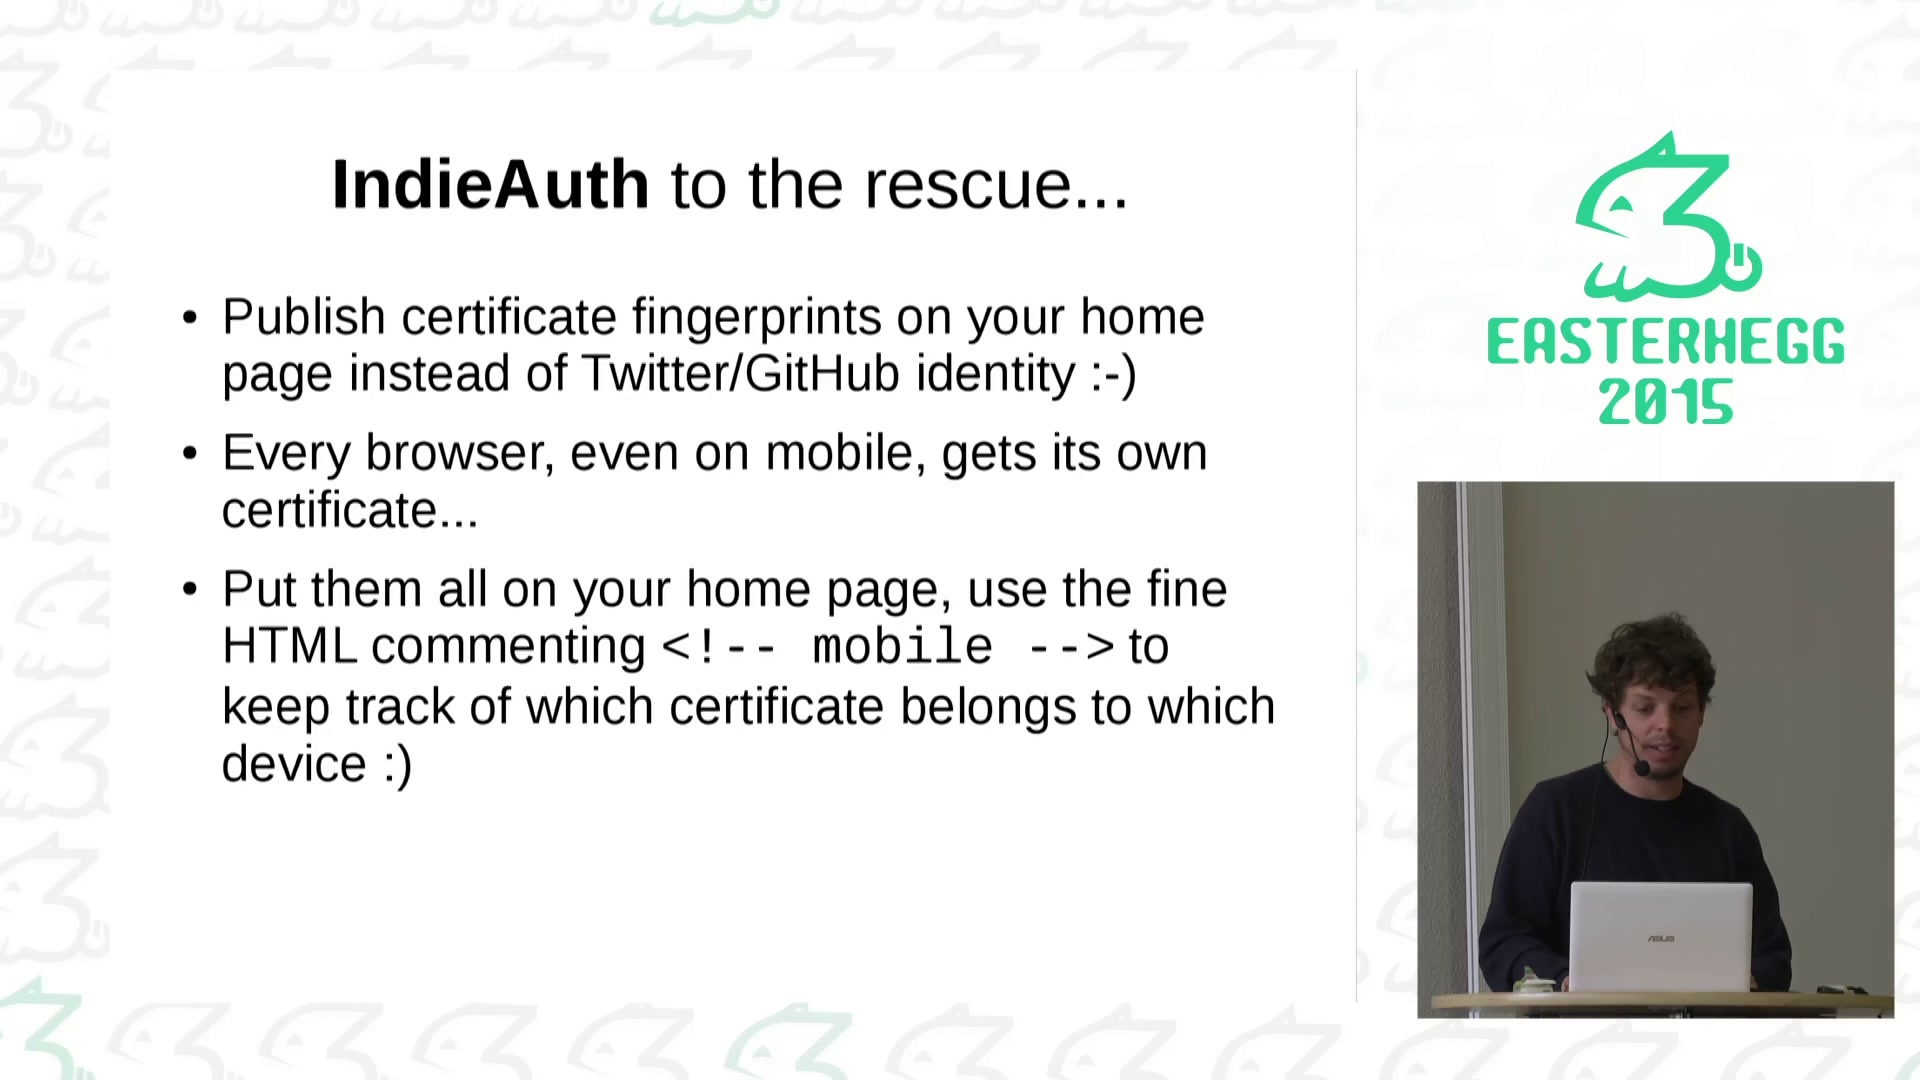 IndieAuth to the rescue...
• Publish certificate fingerprints on your home
page instead of Twitter/GitHub identity :-)
• Every browser, even on mobile, gets its own
certificate...
• Put them all on your home page, use the fine
HTML commenting <!-- mobile --> to
keep track of which certificate belongs to which
device :)
EASTERHEGG
2015
ASUS